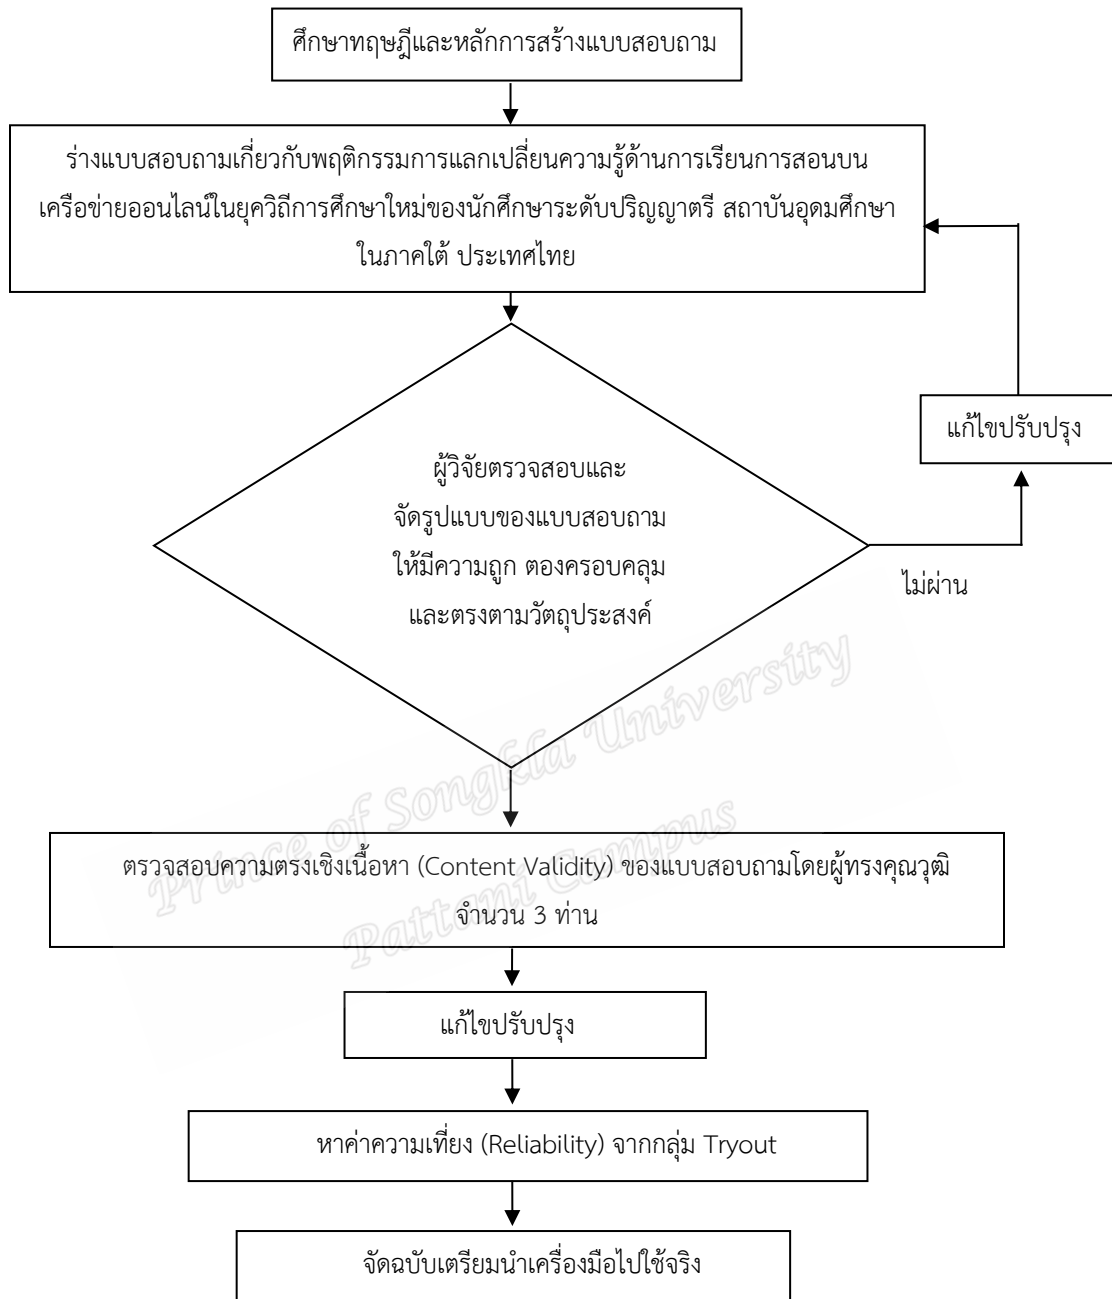 ศึกษาทฤษฎีและหลักการสร้างแบบสอบถาม
ร่างแบบสอบถามเกี่ยวกับพฤติกรรมการแลกเปลี่ยนความรู้ด้านการเรียนการสอนบน
เครือข่ายออนไลน์ในยุควิถีการศึกษาใหม่ของนักศึกษาระดับปริญญาตรี สถาบันอุดมศึกษา
ในภาคใต้ ประเทศไทย
แก้ไขปรับปรุง
ผู้วิจัยตรวจสอบและ
จัดรูปแบบของแบบสอบถาม
ให้มีความถูก ตองครอบคลุม
และตรงตามวัตถุประสงค์
ไม่ผ่าน
Prince of Songkla University
Pattani Campus
ตรวจสอบความตรงเชิงเนื้อหา (Content Validity) ของแบบสอบถามโดยผู้ทรงคุณวุฒิ
จำนวน 3 ท่าน
แก้ไขปรับปรุง
หาค่าความเที่ยง (Reliability) จากกลุ่ม Tryout
จัดฉบับเตรียมนำเครื่องมือไปใช้จริง